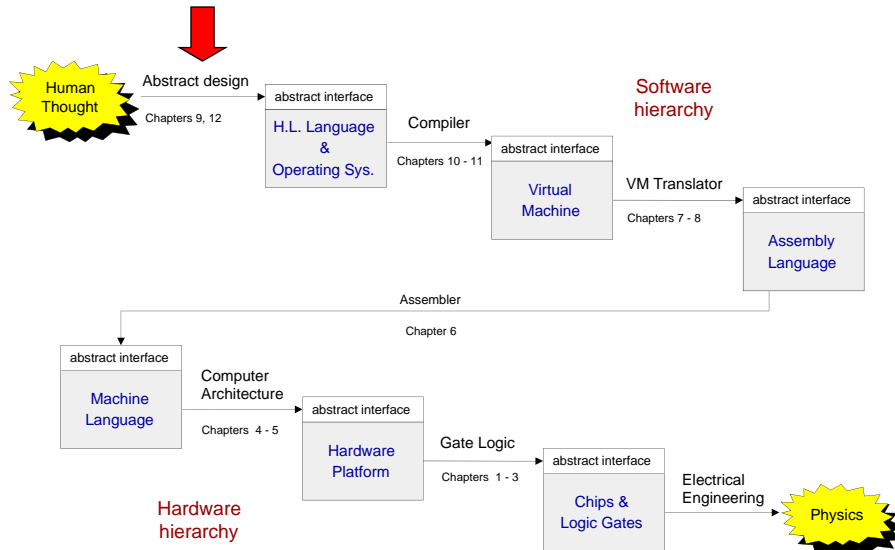 Human
Thought
Abstract design
Chapters 9, 12
abstract interface
H.L. Language
&
Operating Sys.
Compiler
Chapters 10 - 11
Software
hierarchy
abstract interface
Virtual
Machine
VM Translator
Chapters 7 - 8
abstract interface
Assembly
Language
Assembler
Chapter 6
abstract interface
Machine
Language
Computer
Architecture
Chapters 4 - 5
abstract interface
Hardware
Platform
Gate Logic
Chapters 1 - 3
abstract interface
Chips &
Logic Gates
Electrical
Engineering
Physics
Hardware
hierarchy